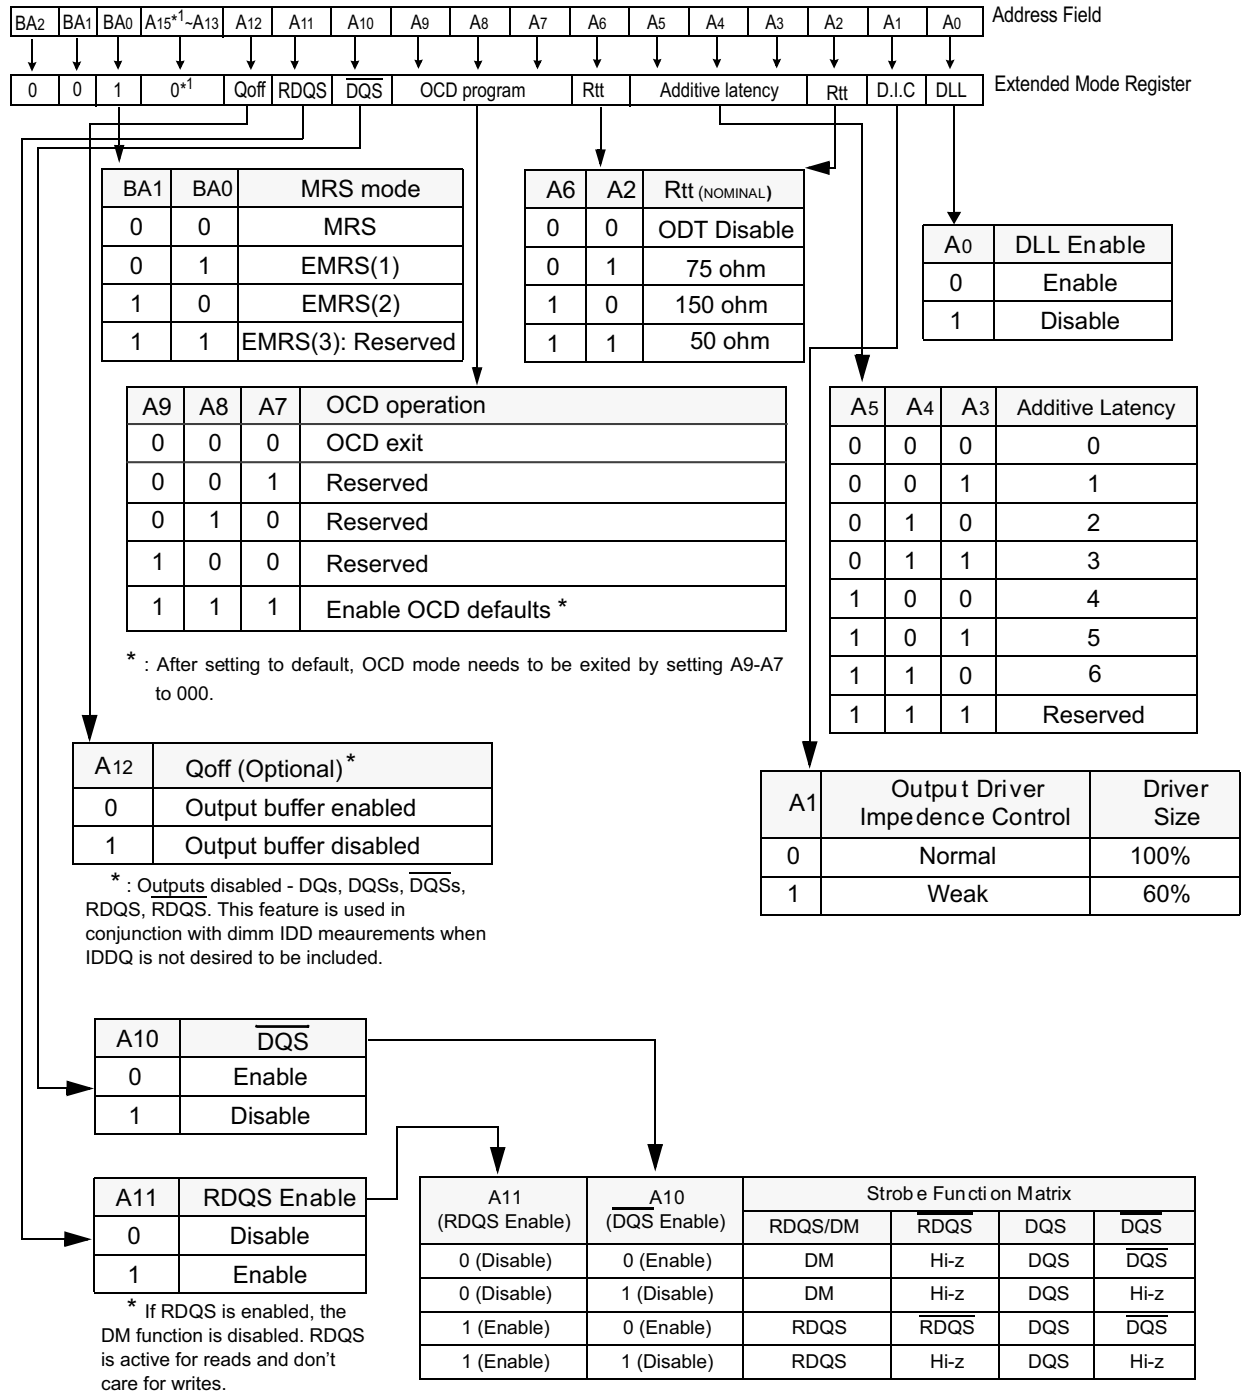 BA2 BA1 BA0 A15*1~A13 A12 A11 A10 A9 A8 A7 A6 A5 A4 A3 A2 A1 A0 Address Field
0 0 1 0*1 Qoff RDQS D̅Q̅S̅ OCD program Rtt Additive latency Rtt D.I.C DLL Extended Mode Register
BA1 BA0 MRS mode
0 0 MRS
0 1 EMRS(1)
1 0 EMRS(2)
1 1 EMRS(3): Reserved
A6 A2 Rtt (NOMINAL)
0 0 ODT Disable
0 1 75 ohm
1 0 150 ohm
1 1 50 ohm
A0 DLL Enable
0 Enable
1 Disable
A9 A8 A7 OCD operation
0 0 0 OCD exit
0 0 1 Reserved
0 1 0 Reserved
1 0 0 Reserved
1 1 1 Enable OCD defaults *
* : After setting to default, OCD mode needs to be exited by setting A9-A7
to 000.
A5 A4 A3 Additive Latency
0 0 0 0
0 0 1 1
0 1 0 2
0 1 1 3
1 0 0 4
1 0 1 5
1 1 0 6
1 1 1 Reserved
A12 Qoff (Optional)*
0 Output buffer enabled
1 Output buffer disabled
* : Outputs disabled - DQs, DQSs, D̅Q̅S̅s,
RDQS, R̅D̅Q̅S̅. This feature is used in
conjunction with dimm IDD meaurements when
IDDQ is not desired to be included.
A1 Output Driver Impedence Control Driver Size
0 Normal 100%
1 Weak 60%
A10 D̅Q̅S̅
0 Enable
1 Disable
A11 RDQS Enable
0 Disable
1 Enable
* If RDQS is enabled, the
DM function is disabled. RDQS
is active for reads and don't
care for writes.
A11 (RDQS Enable) A10 (D̅Q̅S̅ Enable) Strobe Function Matrix
RDQS/DM R̅D̅Q̅S̅ DQS D̅Q̅S̅
0 (Disable) 0 (Enable) DM Hi-z DQS D̅Q̅S̅
0 (Disable) 1 (Disable) DM Hi-z DQS Hi-z
1 (Enable) 0 (Enable) RDQS R̅D̅Q̅S̅ DQS D̅Q̅S̅
1 (Enable) 1 (Disable) RDQS Hi-z DQS Hi-z